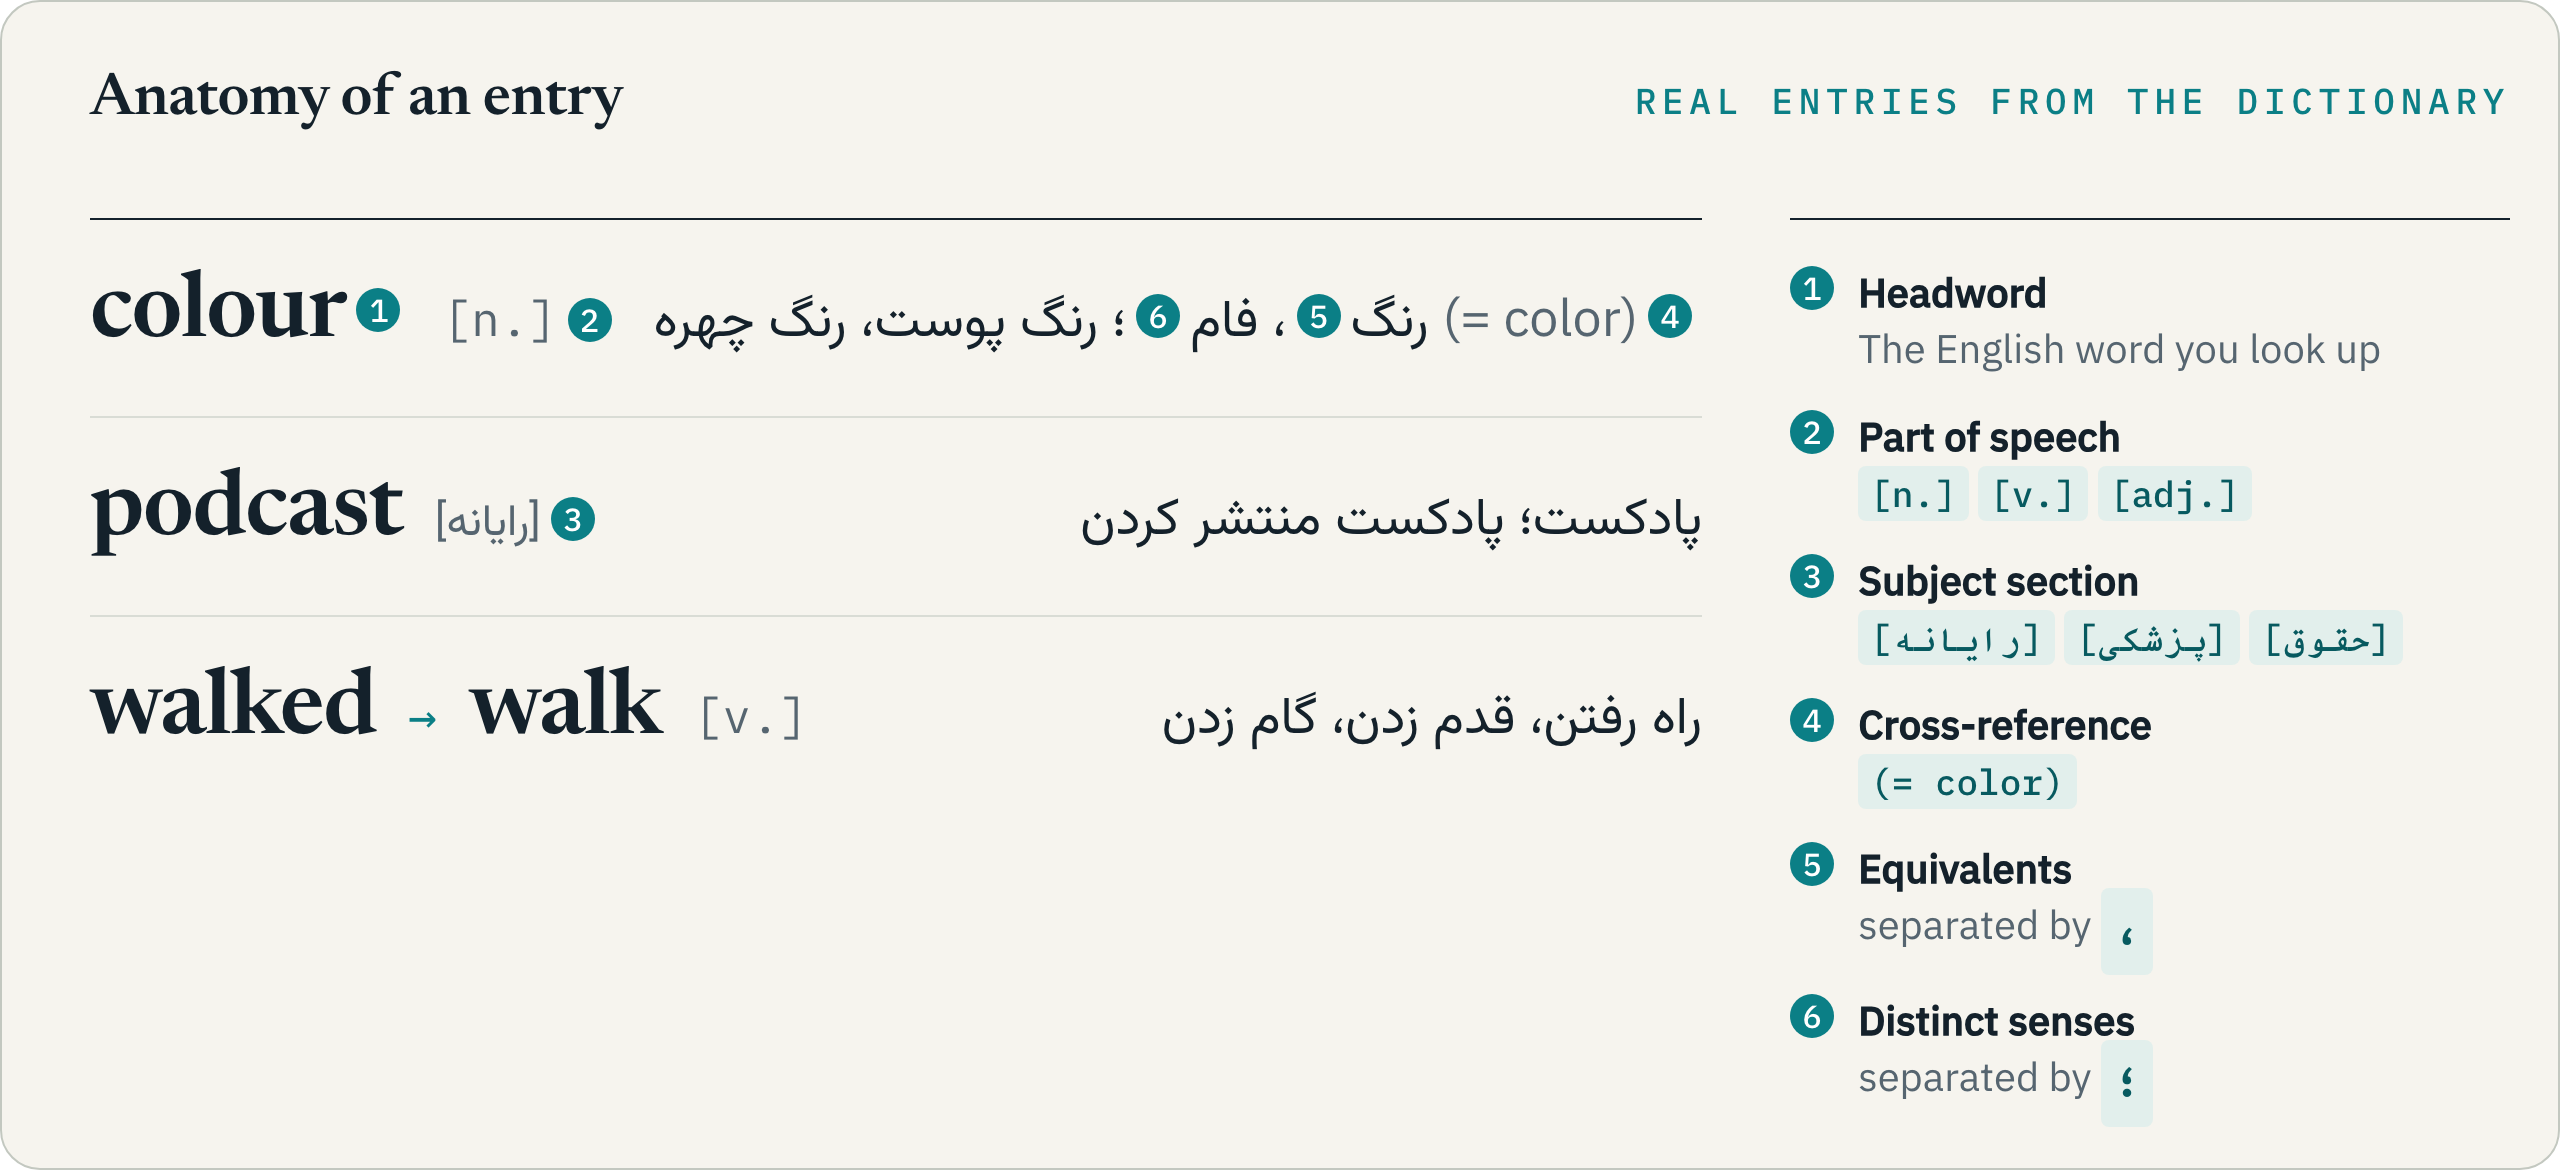 Anatomy of an entry
REAL ENTRIES FROM THE DICTIONARY
colour 1 [n.] 2 4 (= color) رنگ 5 ، فام 6 ؛ رنگ پوست، رنگ چهره
podcast [رایانه] 3 پادکست؛ پادکست منتشر کردن
walked → walk [v.] راه رفتن، قدم زدن، گام زدن
1 Headword
The English word you look up
2 Part of speech
[n.] [v.] [adj.]
3 Subject section
[رایانه] [پزشکی] [حقوق]
4 Cross-reference
(= color)
5 Equivalents
separated by ،
6 Distinct senses
separated by ؛